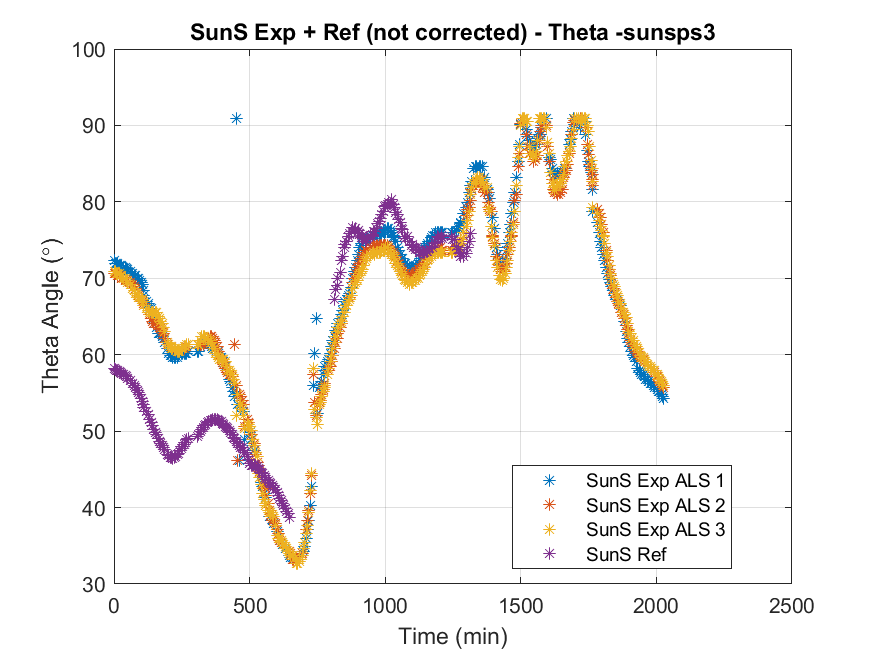 SunS Exp + Ref (not corrected) - Theta -sunsps3
100
90
80
70
60
50
40
30
Theta Angle (°)
0
500
1000
1500
2000
2500
Time (min)
SunS Exp ALS 1
SunS Exp ALS 2
SunS Exp ALS 3
SunS Ref